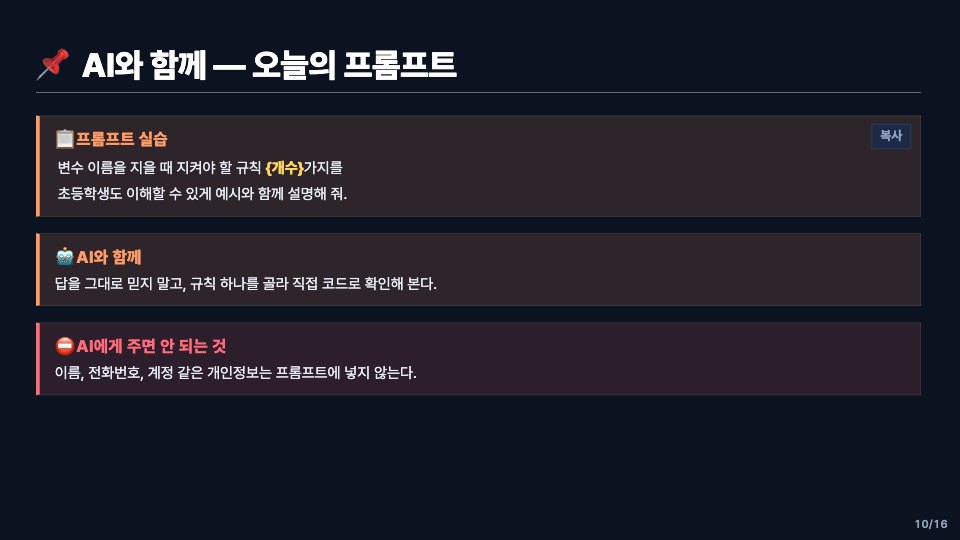 📌 AI와 함께 — 오늘의 프롬프트
📋프롬프트 실습
복사
변수 이름을 지을 때 지켜야 할 규칙 {개수}가지를
초등학생도 이해할 수 있게 예시와 함께 설명해 줘.
🤖AI와 함께
답을 그대로 믿지 말고, 규칙 하나를 골라 직접 코드로 확인해 본다.
⛔AI에게 주면 안 되는 것
이름, 전화번호, 계정 같은 개인정보는 프롬프트에 넣지 않는다.
10/16